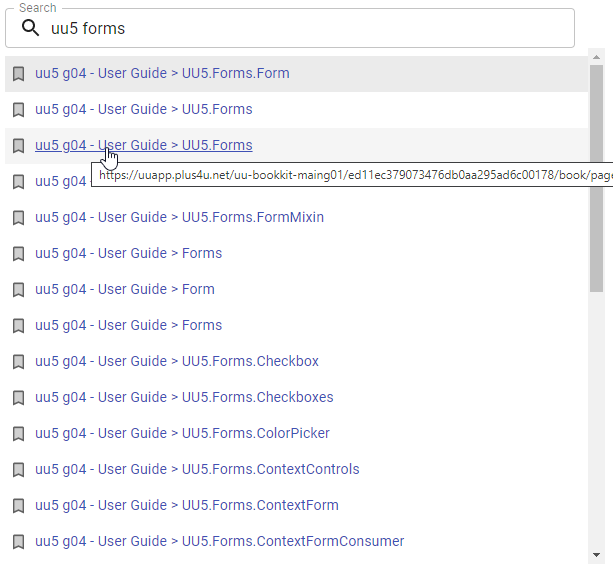 Search
uu5 forms
uu5 g04 - User Guide > UU5.Forms.Form
uu5 g04 - User Guide > UU5.Forms
uu5 g04 - User Guide > UU5.Forms
uu5 g04 -
https://uuapp.plus4u.net/uu-bookkit-maing01/ed11ec379073476db0aa295ad6c00178/book/page
uu5 g04 - User Guide > UU5.Forms.FormMixin
uu5 g04 - User Guide > Forms
uu5 g04 - User Guide > Form
uu5 g04 - User Guide > Forms
uu5 g04 - User Guide > UU5.Forms.Checkbox
uu5 g04 - User Guide > UU5.Forms.Checkboxes
uu5 g04 - User Guide > UU5.Forms.ColorPicker
uu5 g04 - User Guide > UU5.Forms.ContextControls
uu5 g04 - User Guide > UU5.Forms.ContextForm
uu5 g04 - User Guide > UU5.Forms.ContextFormConsumer